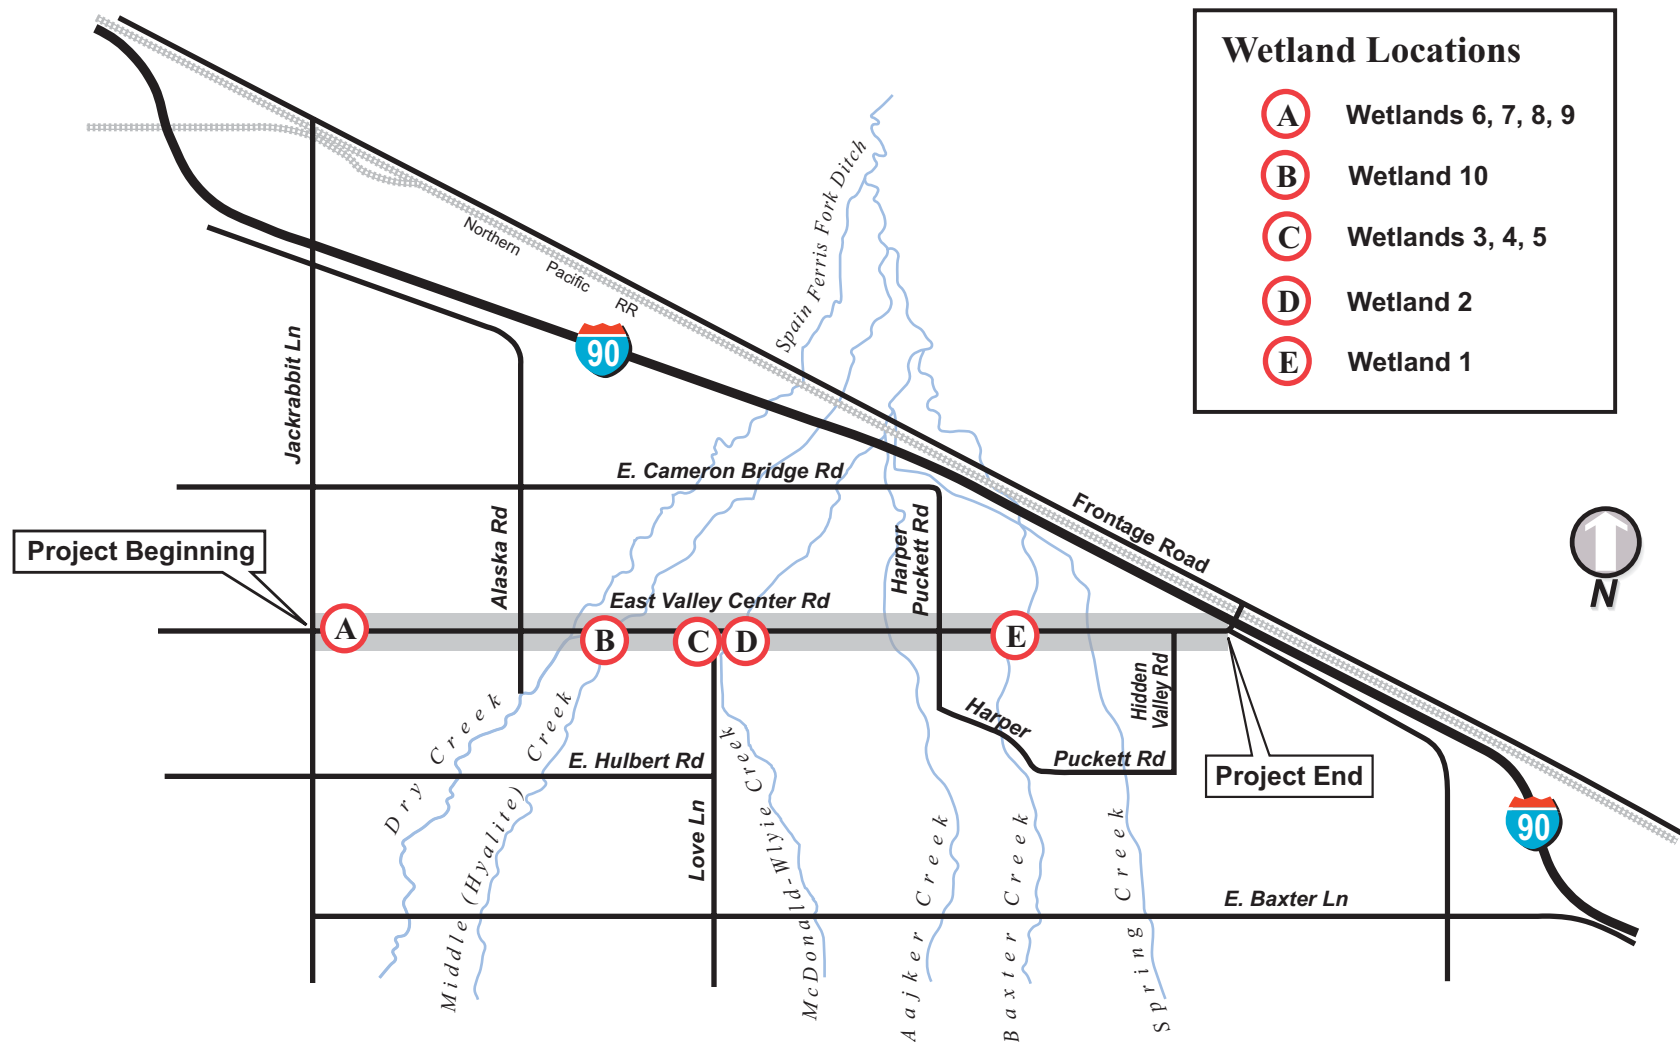 Wetland Locations
A Wetlands 6, 7, 8, 9
B Wetland 10
C Wetlands 3, 4, 5
D Wetland 2
E Wetland 1
Spain Ferris Fork Ditch
Northern
Pacific
RR
90
Jackrabbit Ln
E. Cameron Bridge Rd
Frontage Road
N
Project Beginning
Alaska Rd
Harper
Puckett Rd
East Valley Center Rd
A
B
C
D
E
Hidden
Valley Rd
Harper
Puckett Rd
Project End
E. Hulbert Rd
Love Ln
90
E. Baxter Ln
Dry Creek
Middle (Hyalite) Creek
McDonald-Wlyie Creek
Aajker Creek
Baxter Creek
Spring Creek